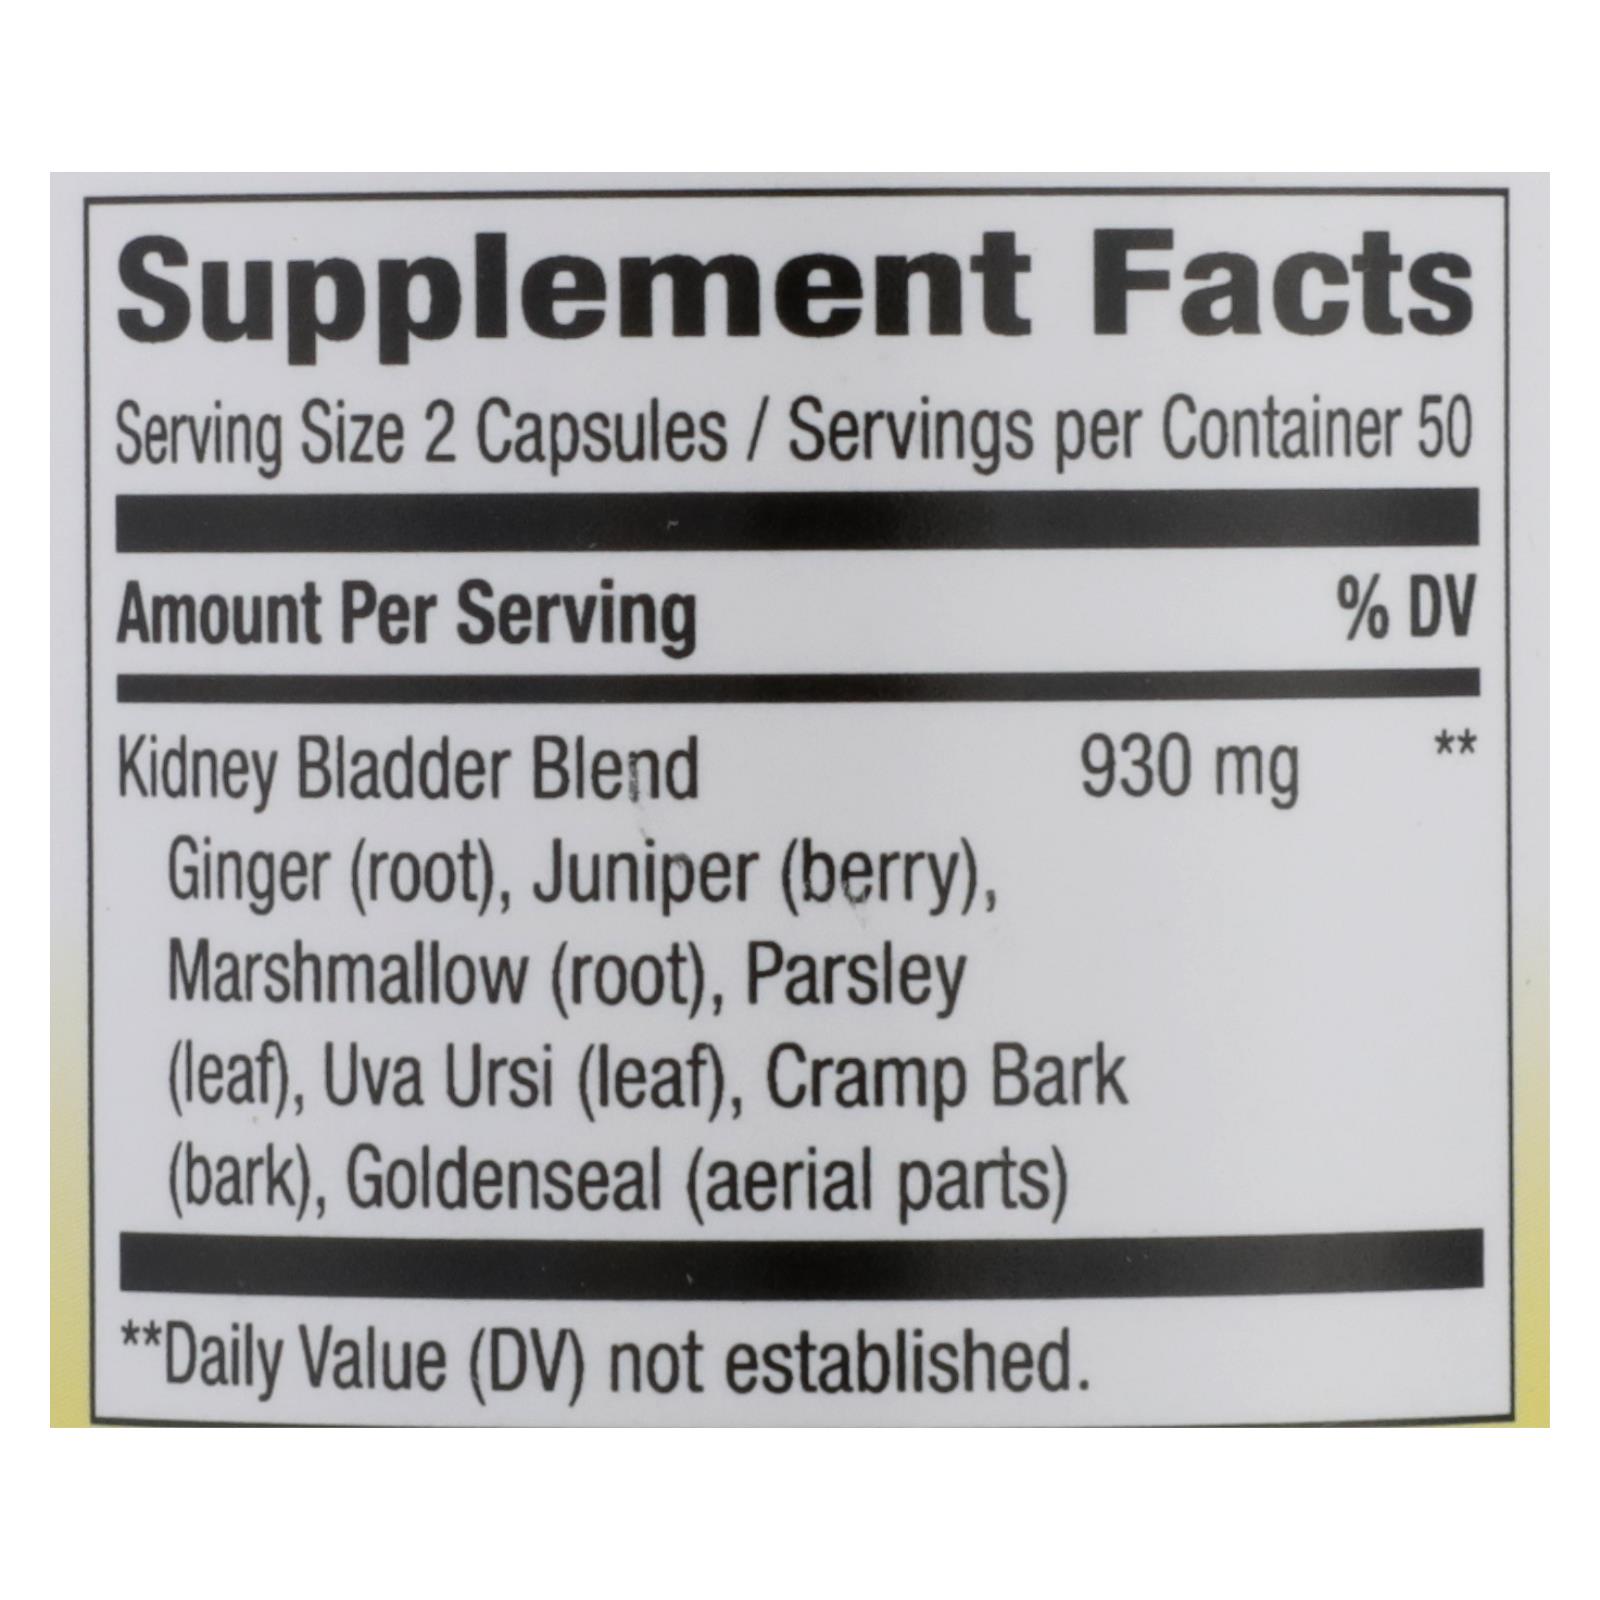 Supplement Facts
Serving Size 2 Capsules / Servings per Container 50
Amount Per Serving % DV
Kidney Bladder Blend 930 mg **
Ginger (root), Juniper (berry),
Marshmallow (root), Parsley
(leaf), Uva Ursi (leaf), Cramp Bark
(bark), Goldenseal (aerial parts)
**Daily Value (DV) not established.